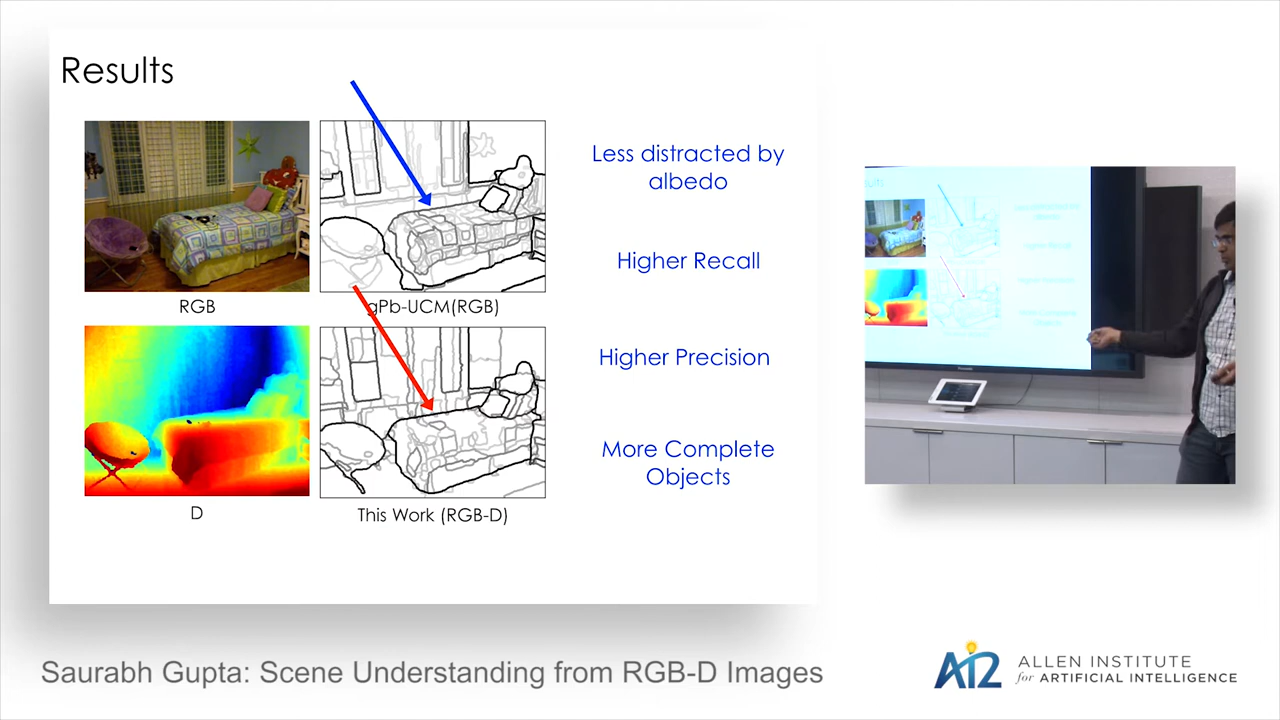 Results
RGB
gPb-UCM(RGB)
D
This Work (RGB-D)
Less distracted by
albedo
Higher Recall
Higher Precision
More Complete
Objects
Saurabh Gupta: Scene Understanding from RGB-D Images
AI2
ALLEN INSTITUTE
for ARTIFICIAL INTELLIGENCE